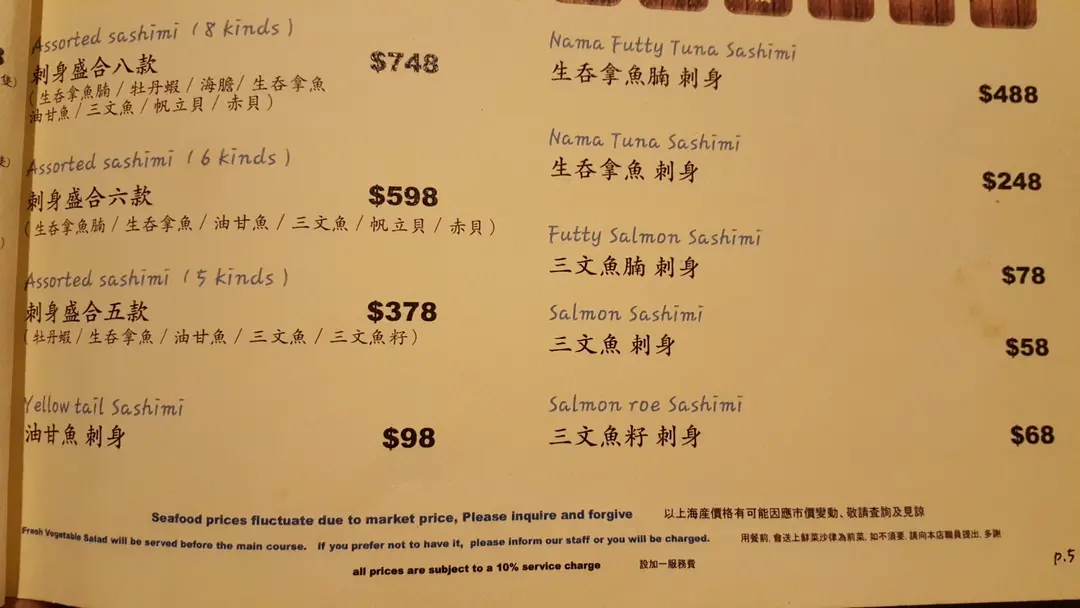 Assorted sashimi ( 8 kinds )
刺身盛合八款 $748
( 生吞拿魚腩 / 牡丹蝦 / 海膽 / 生吞拿魚
油甘魚 / 三文魚 / 帆立貝 / 赤貝 )
Assorted sashimi ( 6 kinds )
刺身盛合六款 $598
( 生吞拿魚腩 / 生吞拿魚 / 油甘魚 / 三文魚 / 帆立貝 / 赤貝 )
Assorted sashimi ( 5 kinds )
刺身盛合五款 $378
( 牡丹蝦 / 生吞拿魚 / 油甘魚 / 三文魚 / 三文魚籽 )
Yellow tail Sashimi
油甘魚 刺身 $98
Nama Futty Tuna Sashimi
生吞拿魚腩 刺身 $488
Nama Tuna Sashimi
生吞拿魚 刺身 $248
Futty Salmon Sashimi
三文魚腩 刺身 $78
Salmon Sashimi
三文魚 刺身 $58
Salmon roe Sashimi
三文魚籽 刺身 $68
Seafood prices fluctuate due to market price, Please inquire and forgive 以上海產價格有可能因應市價變動、敬請查詢及見諒
Fresh Vegetable Salad will be served before the main course. If you prefer not to have it, please inform our staff or you will be charged. 用餐前, 會送上鮮菜沙律為前菜, 如不須要, 請向本店職員提出, 多謝
all prices are subject to a 10% service charge 設加一服務費
p.5